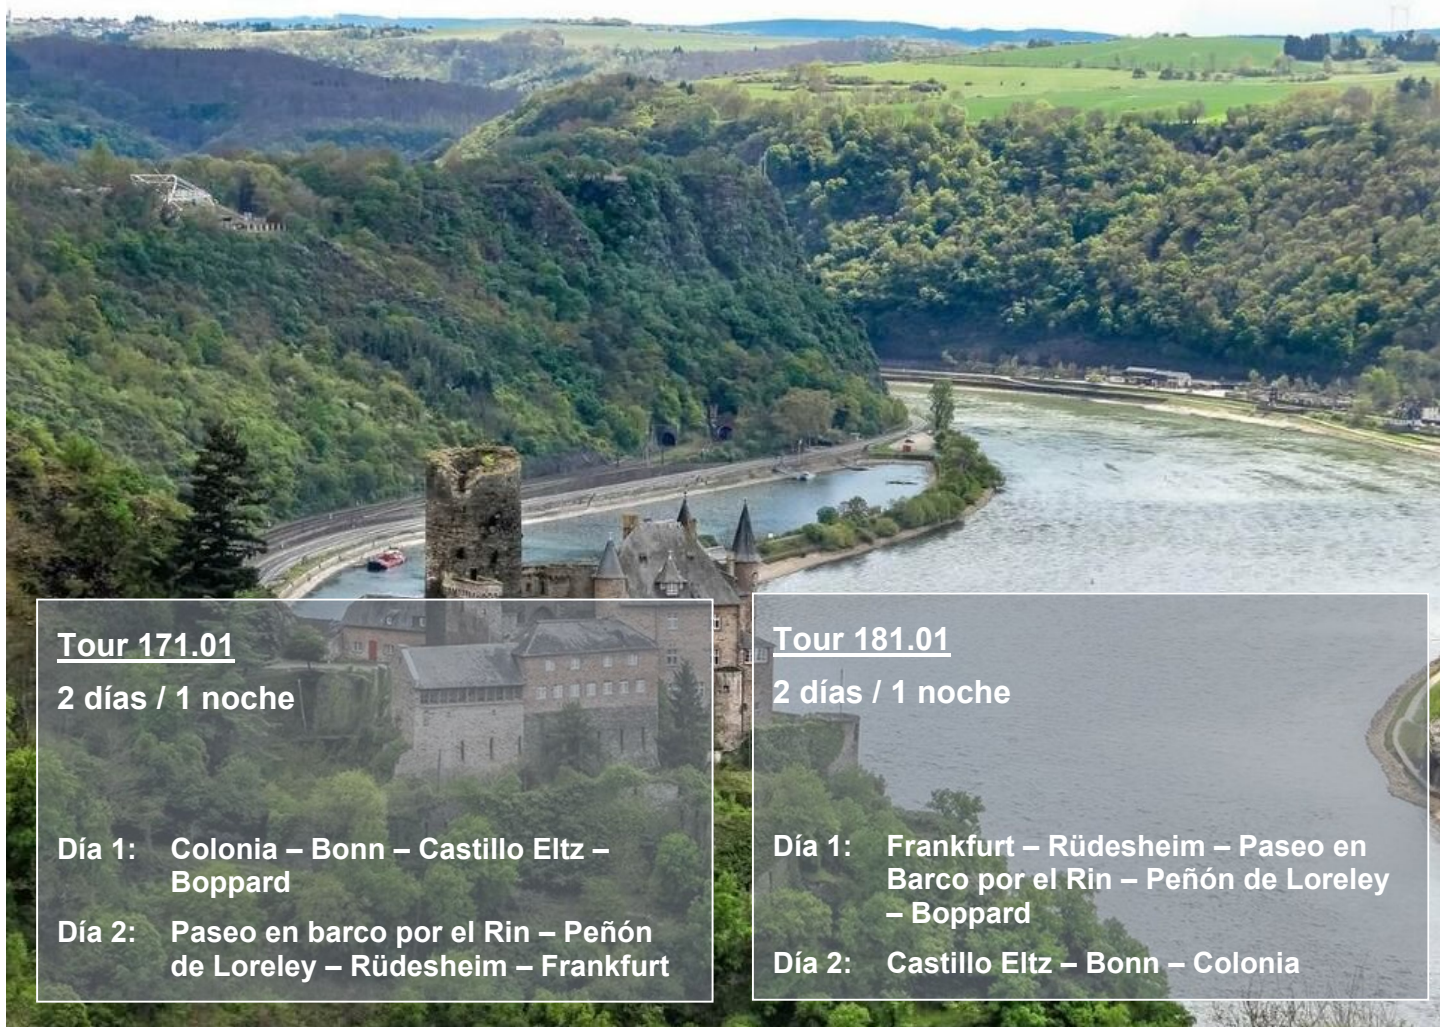 Tour 171.01
2 días / 1 noche
Día 1: Colonia – Bonn – Castillo Eltz –
Boppard
Día 2: Paseo en barco por el Rin – Peñón
de Loreley – Rüdesheim – Frankfurt
Tour 181.01
2 días / 1 noche
Día 1: Frankfurt – Rüdesheim – Paseo en
Barco por el Rin – Peñón de Loreley
– Boppard
Día 2: Castillo Eltz – Bonn – Colonia